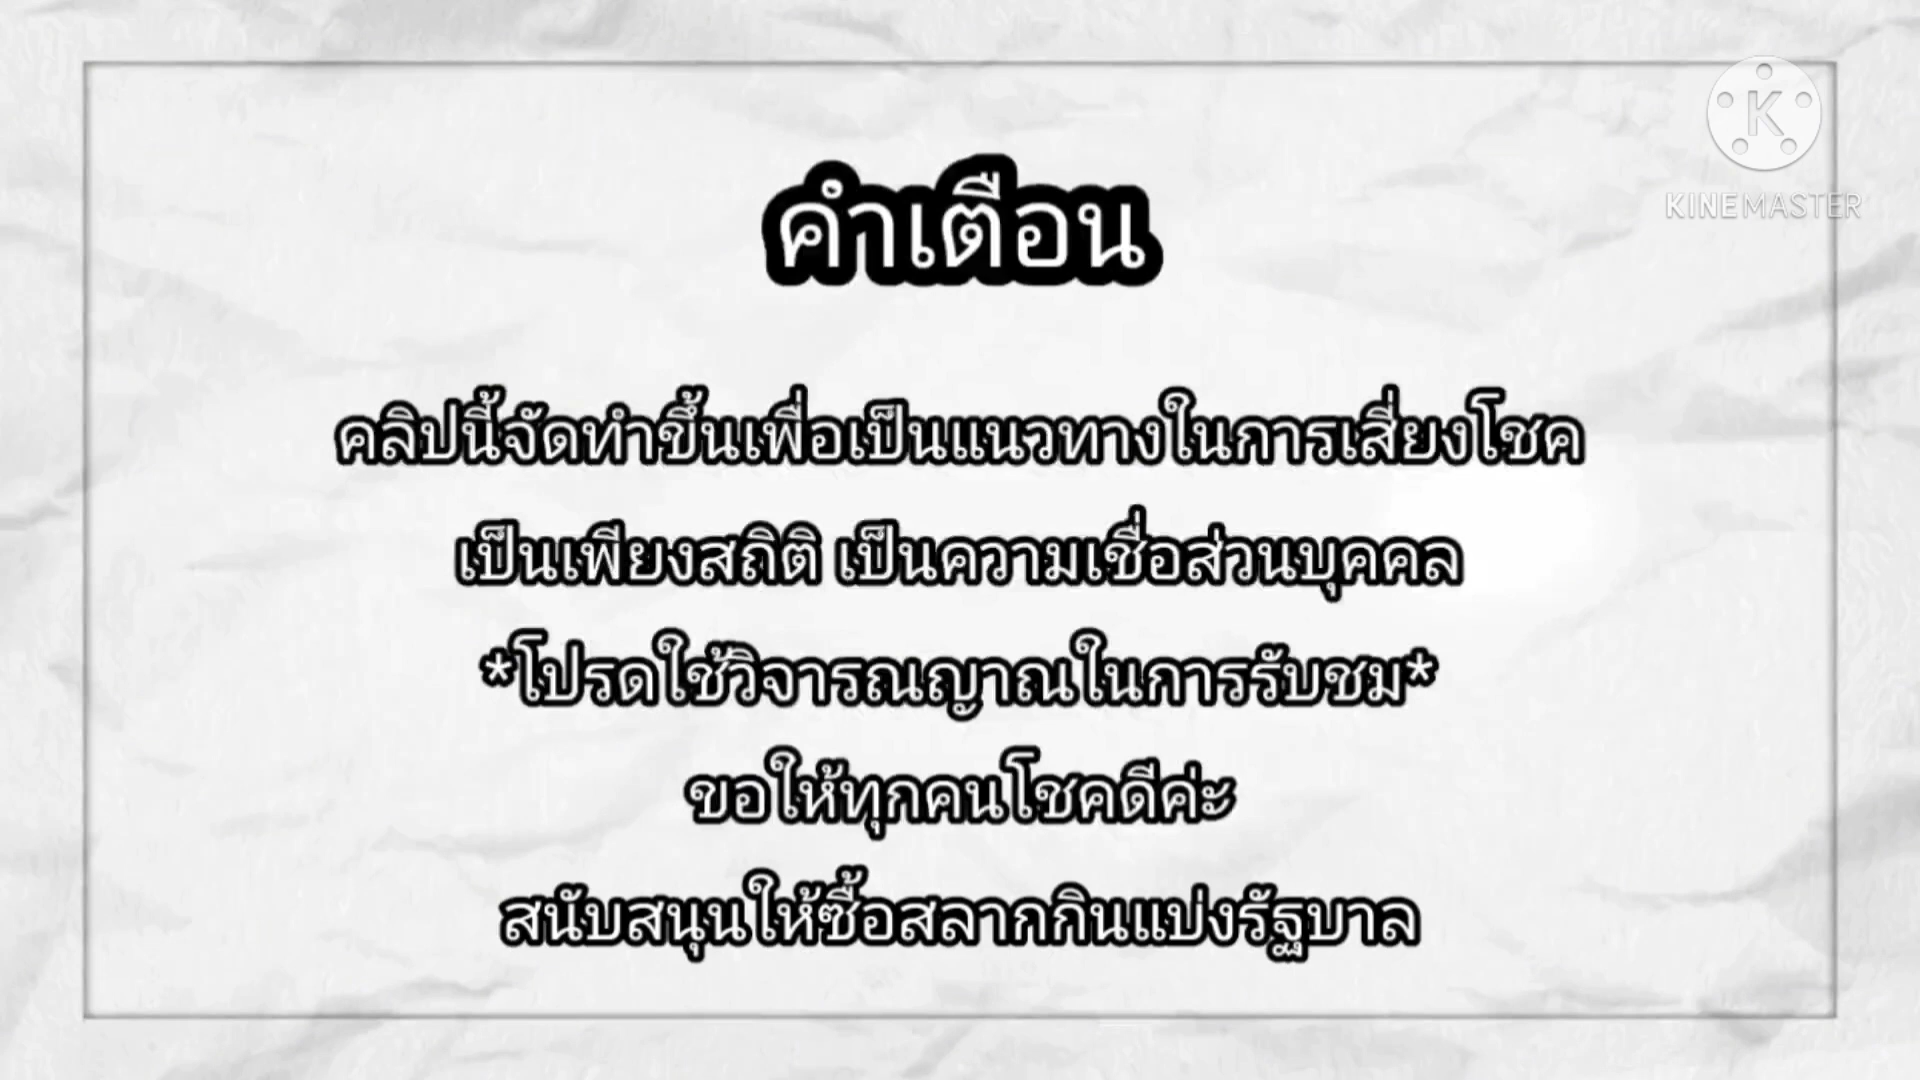 KINEMASTER
คำเตือน
คลิปนี้จัดทำขึ้นเพื่อเป็นแนวทางในการเสี่ยงโชค
เป็นเพียงสถิติ เป็นความเชื่อส่วนบุคคล
*โปรดใช้วิจารณญาณในการรับชม*
ขอให้ทุกคนโชคดีค่ะ
สนับสนุนให้ซื้อสลากกินแบ่งรัฐบาล